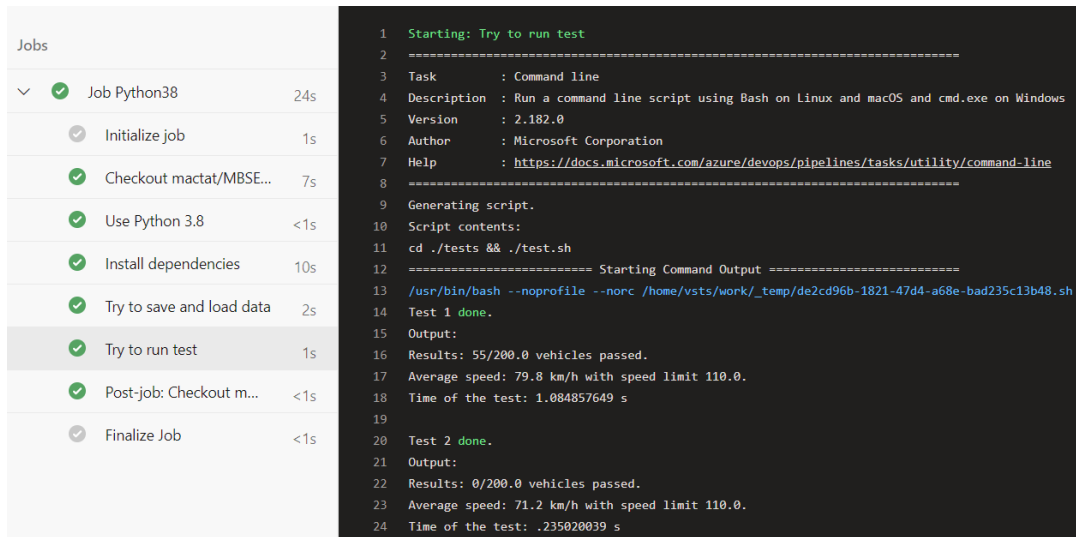 Jobs
Job Python38 24s
Initialize job 1s
Checkout mactat/MBSE... 7s
Use Python 3.8 <1s
Install dependencies 10s
Try to save and load data 2s
Try to run test 1s
Post-job: Checkout m... <1s
Finalize Job <1s
1 Starting: Try to run test
2 ==============================================================================
3 Task : Command line
4 Description : Run a command line script using Bash on Linux and macOS and cmd.exe on Windows
5 Version : 2.182.0
6 Author : Microsoft Corporation
7 Help : https://docs.microsoft.com/azure/devops/pipelines/tasks/utility/command-line
8 ==============================================================================
9 Generating script.
10 Script contents:
11 cd ./tests && ./test.sh
12 ========================== Starting Command Output ===========================
13 /usr/bin/bash --noprofile --norc /home/vsts/work/_temp/de2cd96b-1821-47d4-a68e-bad235c13b48.sh
14 Test 1 done.
15 Output:
16 Results: 55/200.0 vehicles passed.
17 Average speed: 79.8 km/h with speed limit 110.0.
18 Time of the test: 1.084857649 s
19
20 Test 2 done.
21 Output:
22 Results: 0/200.0 vehicles passed.
23 Average speed: 71.2 km/h with speed limit 110.0.
24 Time of the test: .235020039 s